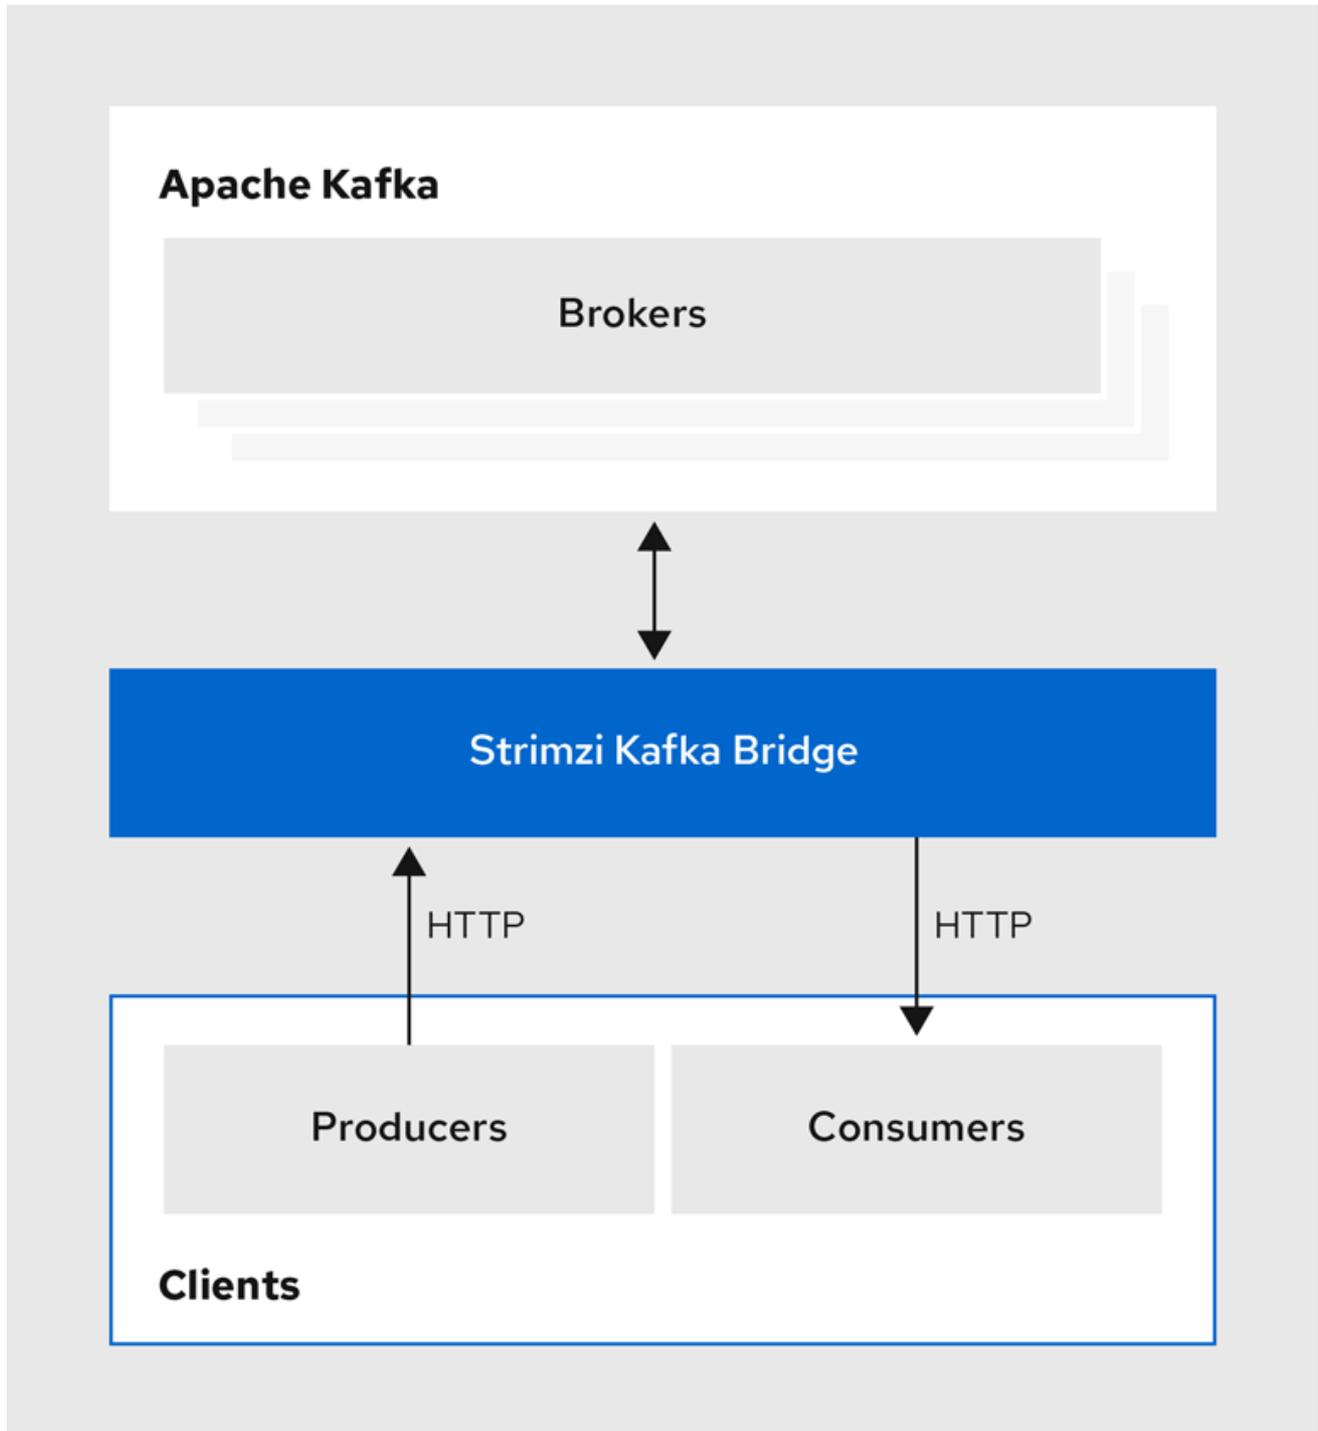 Apache Kafka
Brokers
Strimzi Kafka Bridge
HTTP
HTTP
Producers
Consumers
Clients